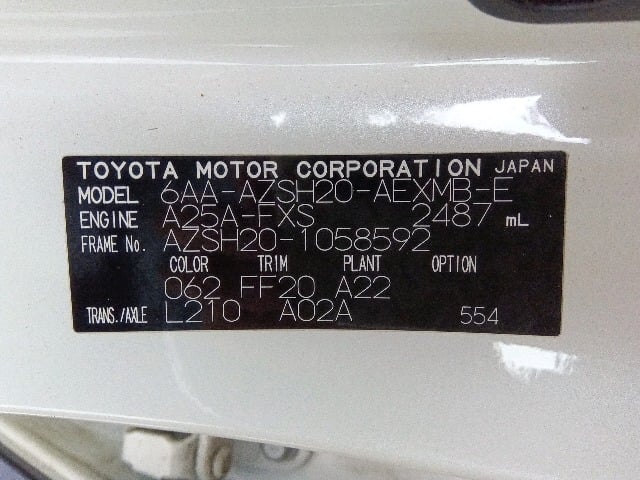 TOYOTA MOTOR CORPORATION JAPAN
MODEL 6AA-AZSH20-AEXMB-E
ENGINE A25A-FXS 2487 mL
FRAME No. AZSH20-1058592
COLOR TRIM PLANT OPTION
062 FF20 A22
TRANS./AXLE L210 A02A 554